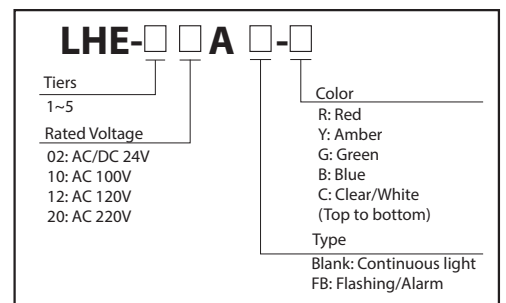 LHE-□ □ A □-□
Tiers
1~5
Rated Voltage
02: AC/DC 24V
10: AC 100V
12: AC 120V
20: AC 220V
Color
R: Red
Y: Amber
G: Green
B: Blue
C: Clear/White
(Top to bottom)
Type
Blank: Continuous light
FB: Flashing/Alarm